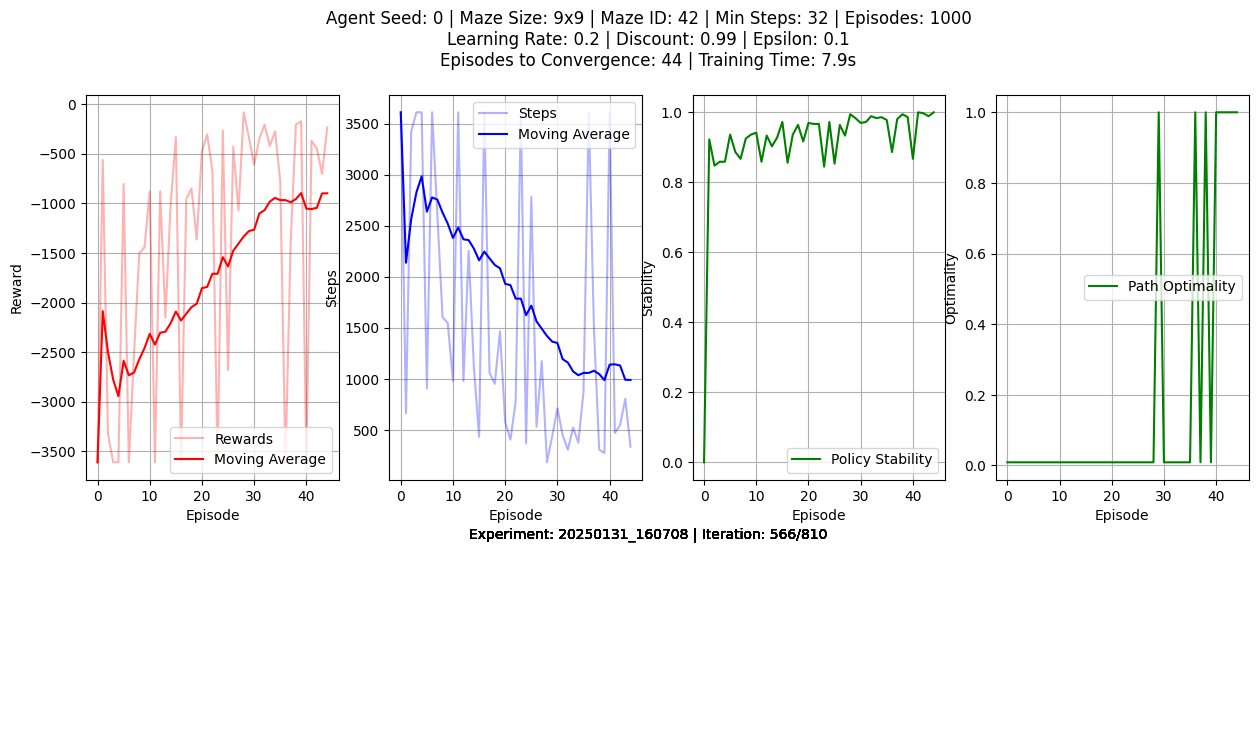 Agent Seed: 0 | Maze Size: 9x9 | Maze ID: 42 | Min Steps: 32 | Episodes: 1000
Learning Rate: 0.2 | Discount: 0.99 | Epsilon: 0.1
Episodes to Convergence: 44 | Training Time: 7.9s
Reward
0
−500
−1000
−1500
−2000
−2500
−3000
−3500
Rewards
Moving Average
0
10
20
30
40
Episode
Steps
3500
3000
2500
2000
1500
1000
500
Steps
Moving Average
0
10
20
30
40
Episode
Stability
1.0
0.8
0.6
0.4
0.2
0.0
Policy Stability
0
10
20
30
40
Episode
Optimality
1.0
0.8
0.6
0.4
0.2
0.0
Path Optimality
0
10
20
30
40
Episode
Experiment: 20250131_160708 | Iteration: 566/810